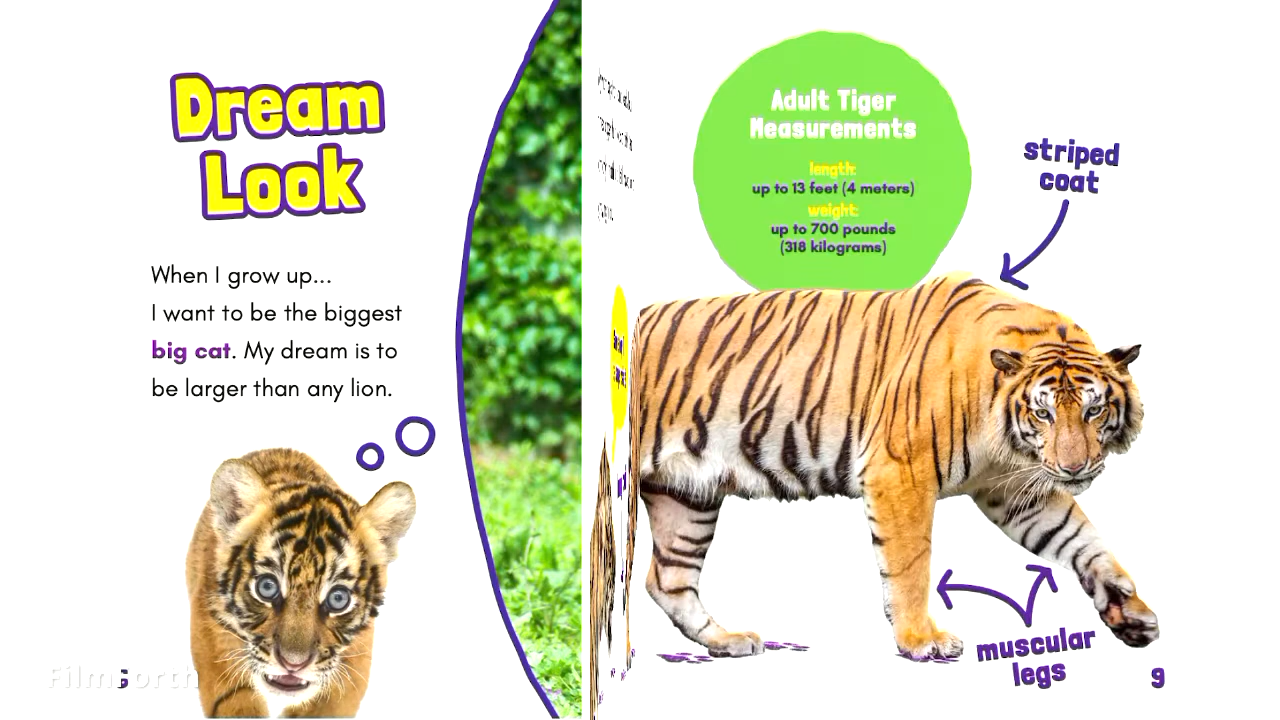 Dream
Look
When I grow up...
I want to be the biggest
big cat. My dream is to
be larger than any lion.
FilmForth
Adult Tiger
Measurements
length:
up to 13 feet (4 meters)
weight:
up to 700 pounds
(318 kilograms)
striped
coat
muscular
legs
9